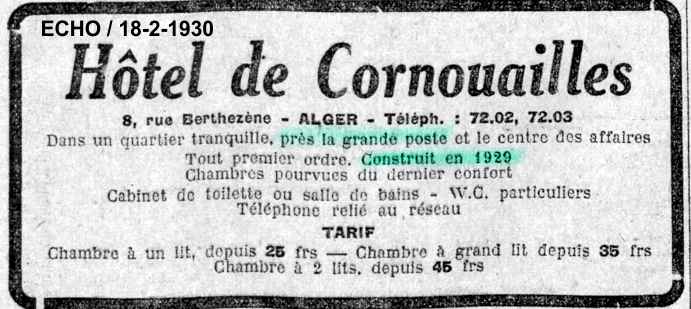 ECHO / 18-2-1930
Hôtel de Cornouailles
8, rue Berthezène - ALGER - Téléph. : 72.02, 72.03
Dans un quartier tranquille, près la grande poste et le centre des affaires
Tout premier ordre. Construit en 1929
Chambres pourvues du dernier confort
Cabinet de toilette ou salle de bains - W.C. particuliers
Téléphone relié au réseau
TARIF
Chambre à un lit, depuis 25 frs — Chambre à grand lit depuis 35 frs
Chambre à 2 lits, depuis 45 frs